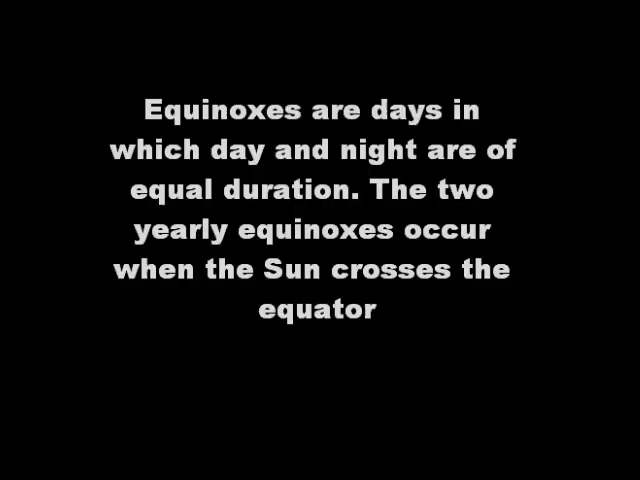 Equinoxes are days in
which day and night are of
equal duration. The two
yearly equinoxes occur
when the Sun crosses the
equator